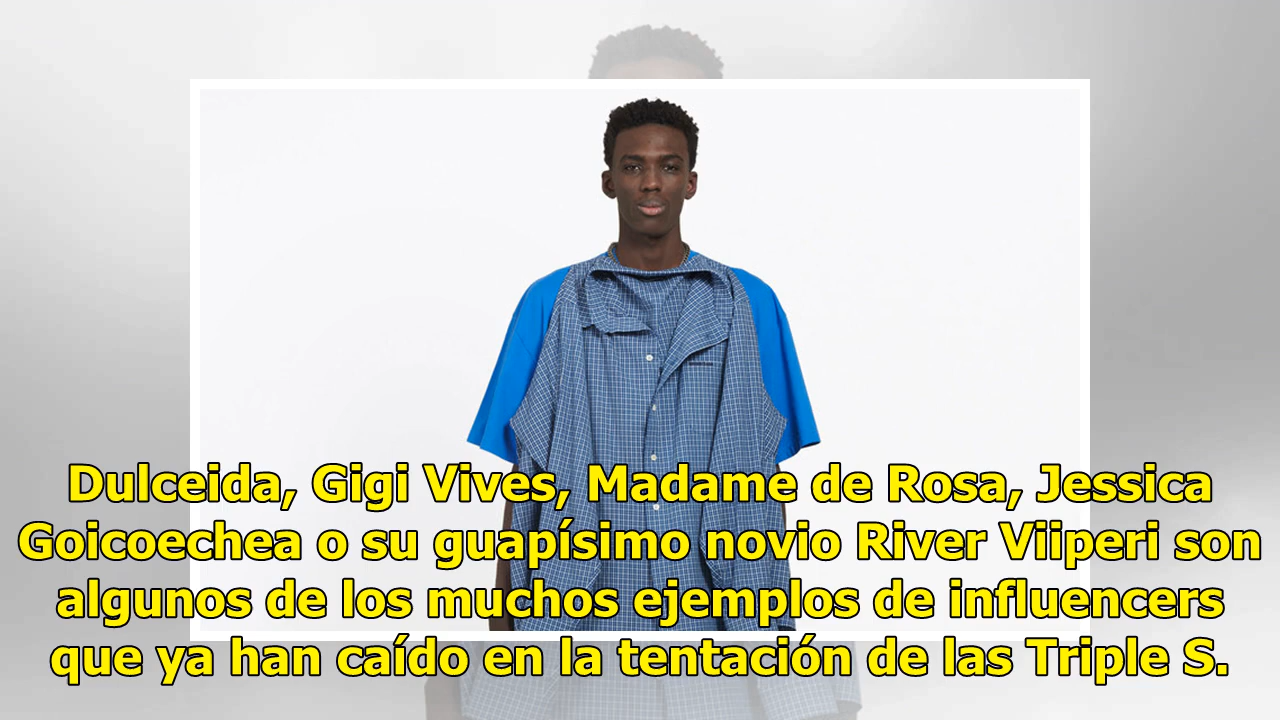 Dulceida, Gigi Vives, Madame de Rosa, Jessica
Goicoechea o su guapísimo novio River Viiperi son
algunos de los muchos ejemplos de influencers
que ya han caído en la tentación de las Triple S.